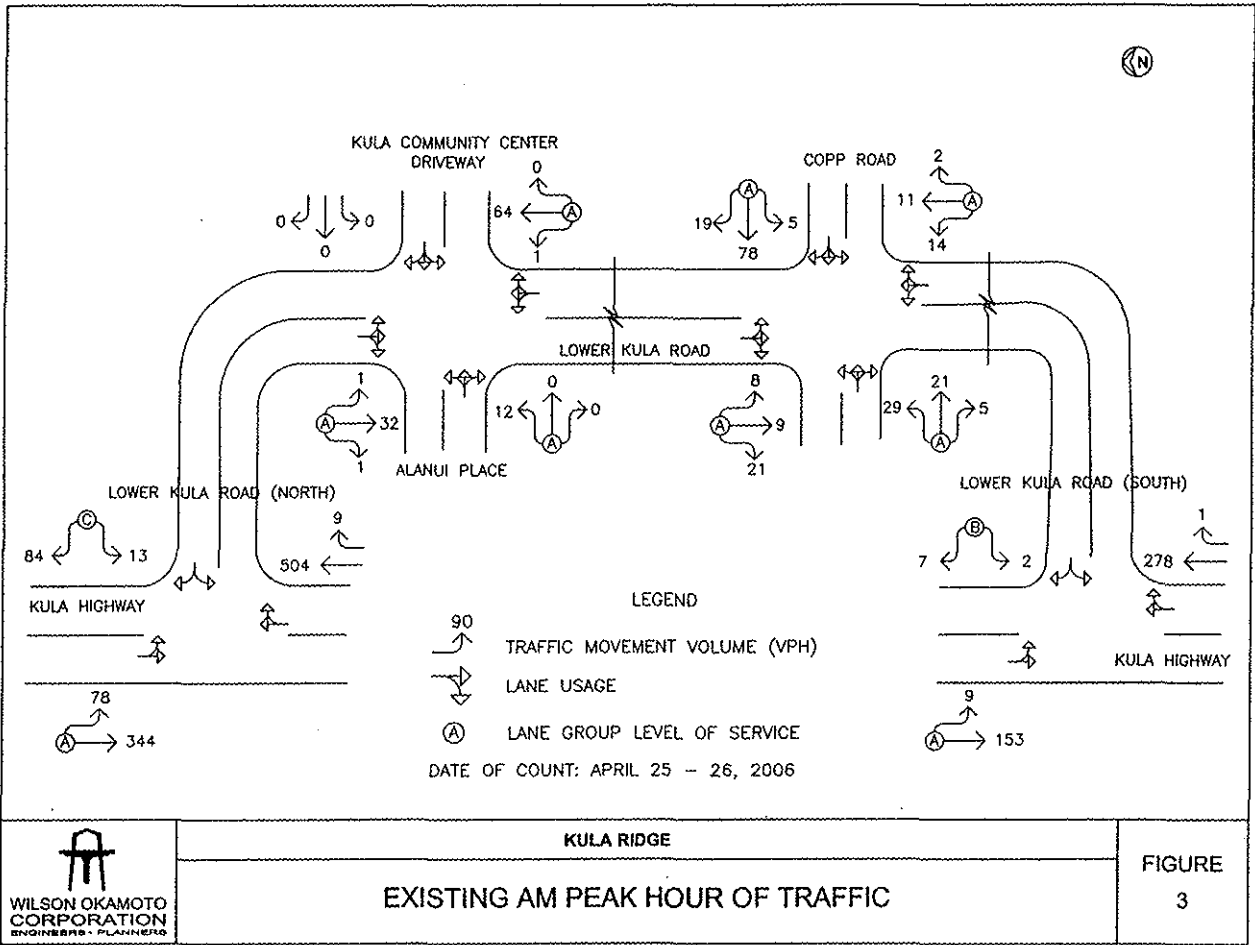 N
KULA COMMUNITY CENTER
DRIVEWAY
COPP ROAD
0
0
0
0
64
A
1
A
19
5
78
2
11
A
14
LOWER KULA ROAD
1
A
32
1
0
12
0
A
8
A
9
21
21
29
5
A
ALANUI PLACE
LOWER KULA ROAD (NORTH)
LOWER KULA ROAD (SOUTH)
C
84
13
9
504
B
7
2
1
278
KULA HIGHWAY
KULA HIGHWAY
78
A
344
9
A
153
LEGEND
90
TRAFFIC MOVEMENT VOLUME (VPH)
LANE USAGE
A
LANE GROUP LEVEL OF SERVICE
DATE OF COUNT: APRIL 25 - 26, 2006
WILSON OKAMOTO
CORPORATION
ENGINEERS · PLANNERS
KULA RIDGE
EXISTING AM PEAK HOUR OF TRAFFIC
FIGURE
3